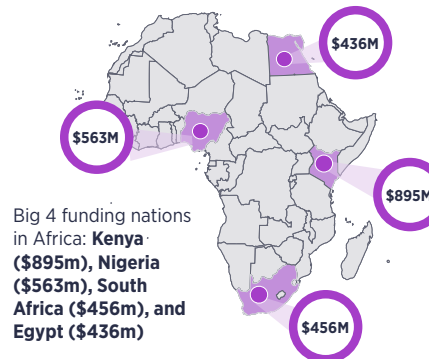 $436M
$563M
$895M
Big 4 funding nations
in Africa: Kenya
($895m), Nigeria
($563m), South
Africa ($456m), and
Egypt ($436m)
$456M